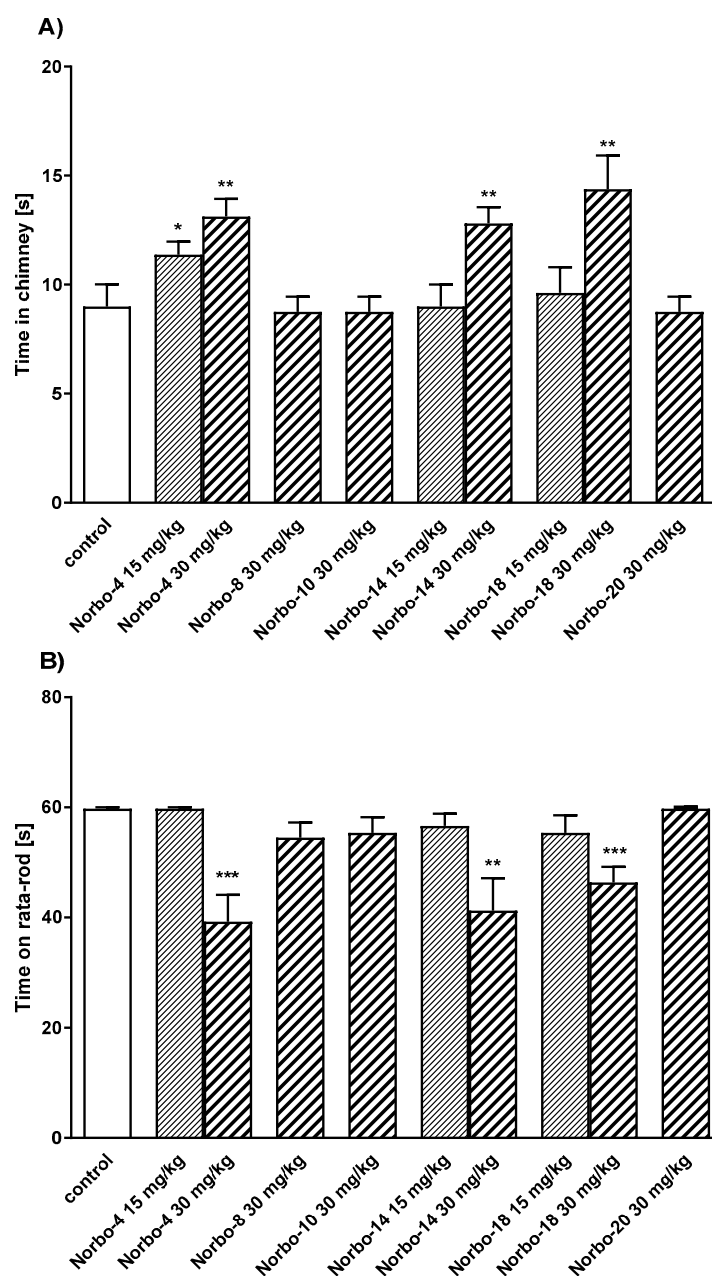 A)
20
15
10
5
0
Time in chimney [s]
*
**
**
**
control
Norbo-4 15 mg/kg
Norbo-4 30 mg/kg
Norbo-8 30 mg/kg
Norbo-10 30 mg/kg
Norbo-14 15 mg/kg
Norbo-14 30 mg/kg
Norbo-18 15 mg/kg
Norbo-18 30 mg/kg
Norbo-20 30 mg/kg
B)
80
60
40
20
0
Time on rata-rod [s]
***
**
***
control
Norbo-4 15 mg/kg
Norbo-4 30 mg/kg
Norbo-8 30 mg/kg
Norbo-10 30 mg/kg
Norbo-14 15 mg/kg
Norbo-14 30 mg/kg
Norbo-18 15 mg/kg
Norbo-18 30 mg/kg
Norbo-20 30 mg/kg